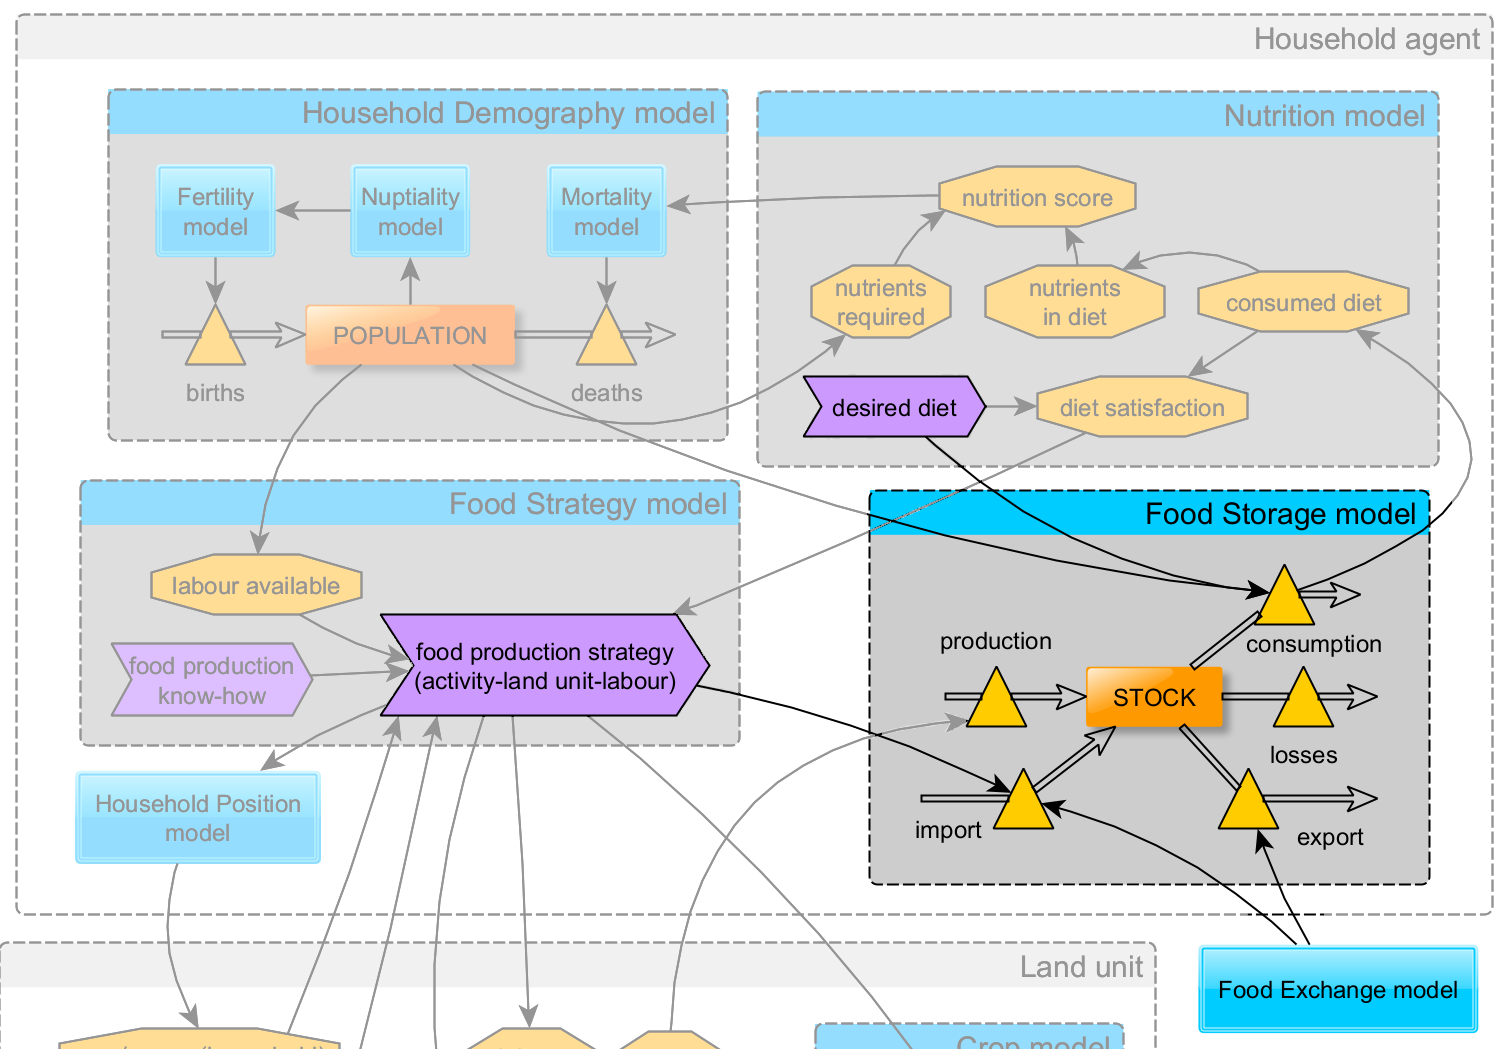 Household agent
Household Demography model
Fertility
model
Nuptiality
model
Mortality
model
POPULATION
births
deaths
Nutrition model
nutrition score
nutrients
required
nutrients
in diet
consumed diet
desired diet
diet satisfaction
Food Strategy model
labour available
food production
know-how
food production strategy
(activity-land unit-labour)
Household Position
model
Food Storage model
production
consumption
STOCK
losses
import
export
Food Exchange model
Land unit
Crop model